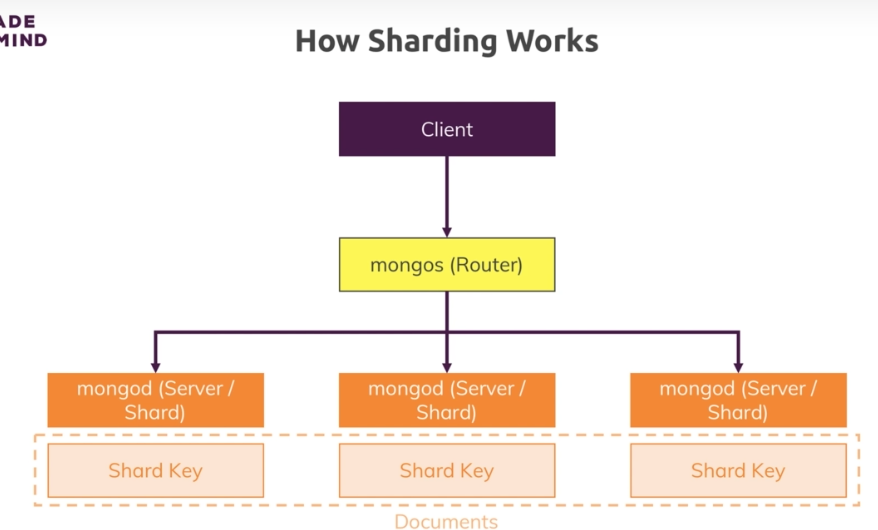 ADE
MIND
How Sharding Works
Client
mongos (Router)
mongod (Server /
Shard)
mongod (Server /
Shard)
mongod (Server /
Shard)
Shard Key
Shard Key
Shard Key
Documents